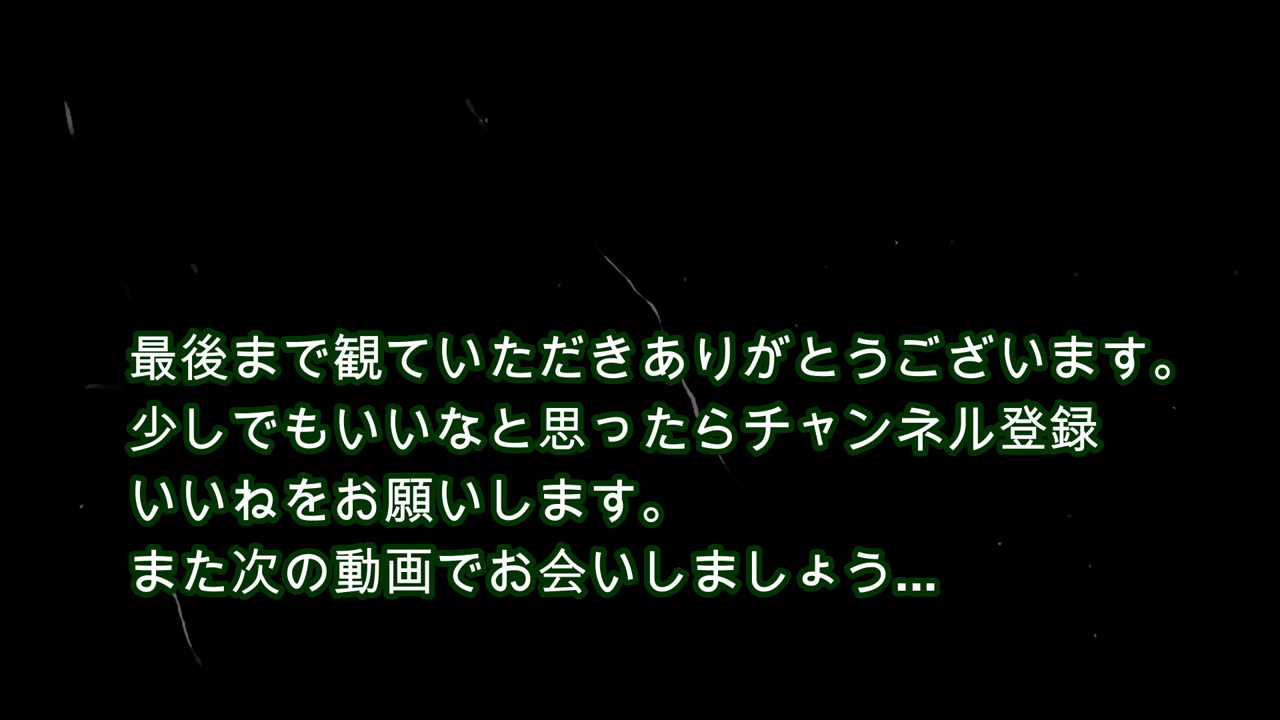 最後まで観ていただきありがとうございます。
少しでもいいなと思ったらチャンネル登録
いいねをお願いします。
また次の動画でお会いしましょう...